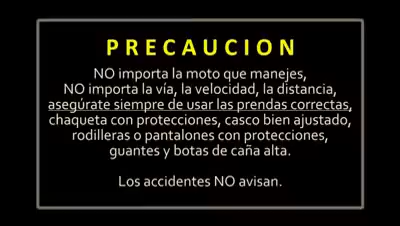 PRECAUCION
NO importa la moto que manejes,
NO importa la vía, la velocidad, la distancia,
asegúrate siempre de usar las prendas correctas,
chaqueta con protecciones, casco bien ajustado,
rodilleras o pantalones con protecciones,
guantes y botas de caña alta.
Los accidentes NO avisan.